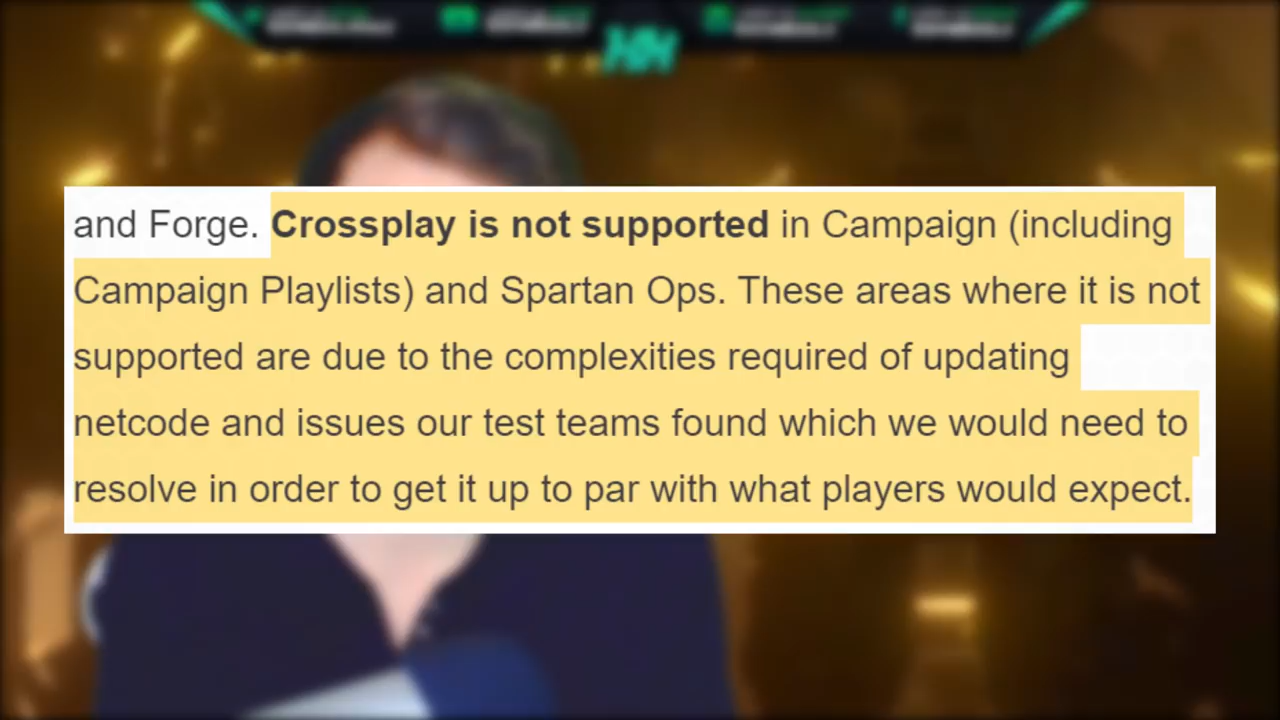 and Forge. Crossplay is not supported in Campaign (including
Campaign Playlists) and Spartan Ops. These areas where it is not
supported are due to the complexities required of updating
netcode and issues our test teams found which we would need to
resolve in order to get it up to par with what players would expect.